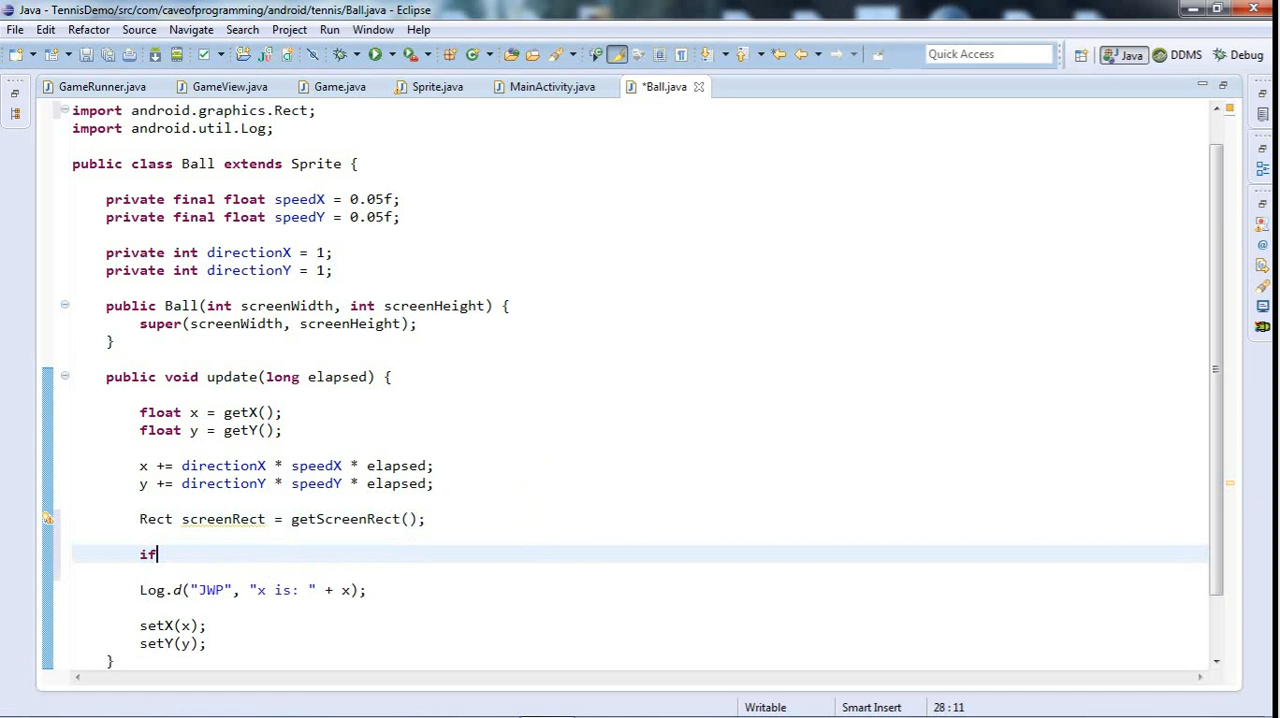 Java - TennisDemo/src/com/caveofprogramming/android/tennis/Ball.java - Eclipse
File Edit Refactor Source Navigate Search Project Run Window Help
Quick Access Java DDMS Debug
GameRunner.java GameView.java Game.java Sprite.java MainActivity.java *Ball.java
import android.graphics.Rect;
import android.util.Log;
public class Ball extends Sprite {
private final float speedX = 0.05f;
private final float speedY = 0.05f;
private int directionX = 1;
private int directionY = 1;
public Ball(int screenWidth, int screenHeight) {
super(screenWidth, screenHeight);
}
public void update(long elapsed) {
float x = getX();
float y = getY();
x += directionX * speedX * elapsed;
y += directionY * speedY * elapsed;
Rect screenRect = getScreenRect();
if
Log.d("JWP", "x is: " + x);
setX(x);
setY(y);
}
Writable Smart Insert 28 : 11